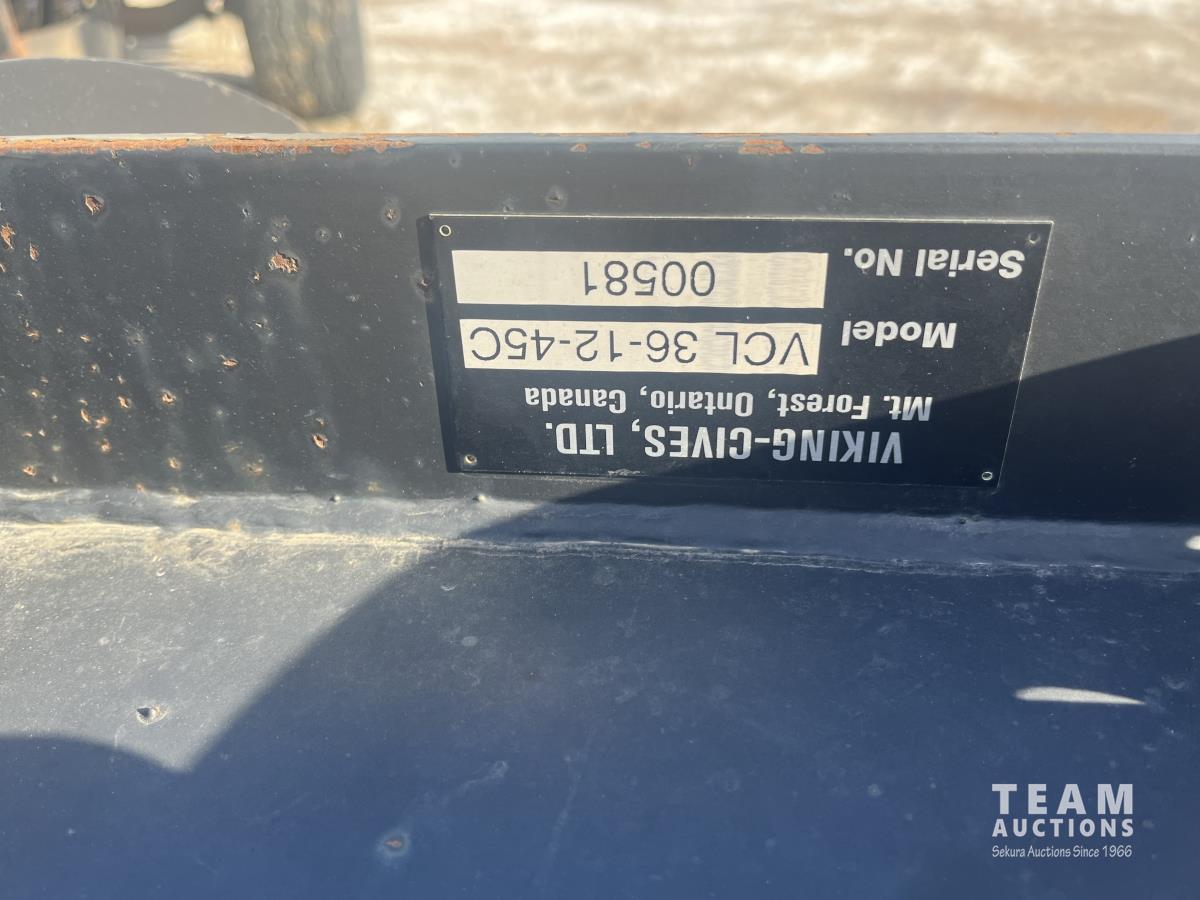 VIKING-CIVES, LTD.
Mt. Forest, Ontario, Canada
Model VCL 36-12-45C
Serial No. 00581
TEAM
AUCTIONS
Sekura Auctions Since 1966